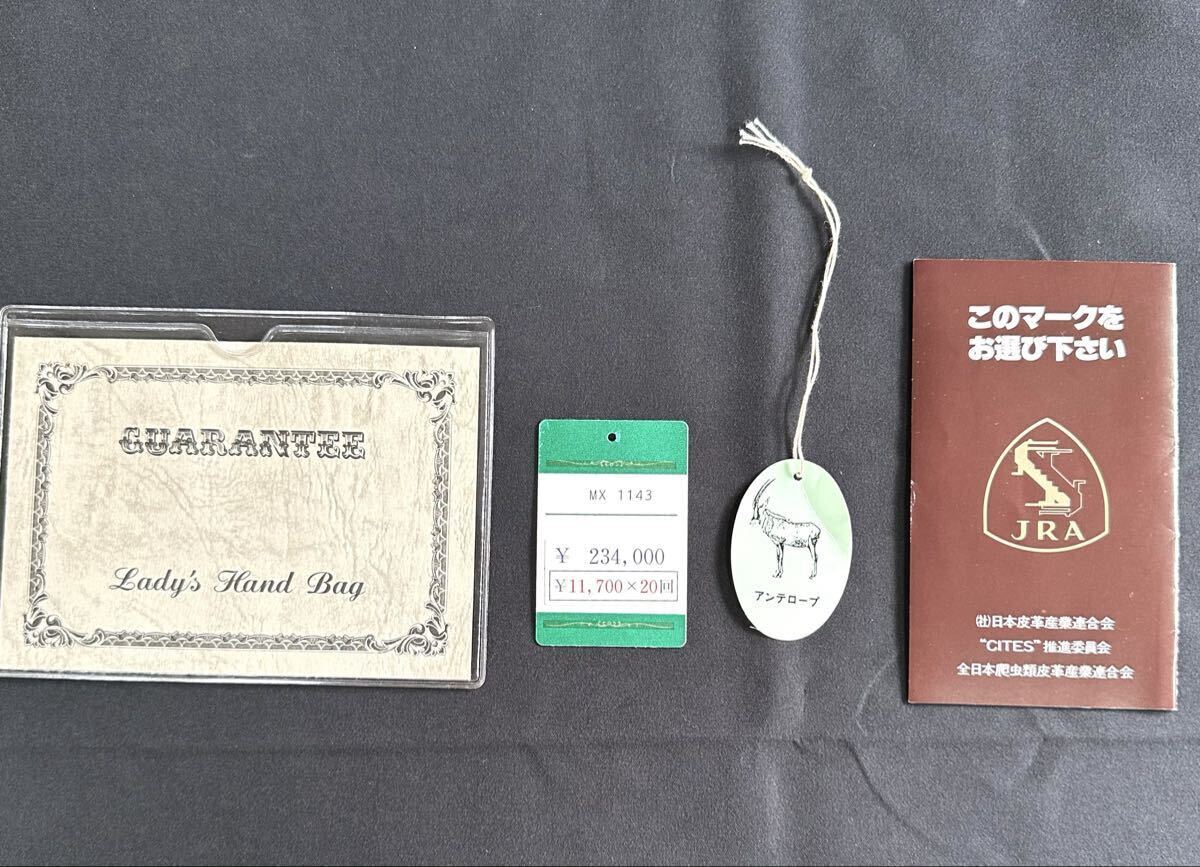 GUARANTEE
Lady's Hand Bag
MX 1143
¥ 234,000
¥11,700×20回
アンテロープ
このマークを
お選び下さい
JRA
㈳日本皮革産業連合会
"CITES"推進委員会
全日本爬虫類皮革産業連合会